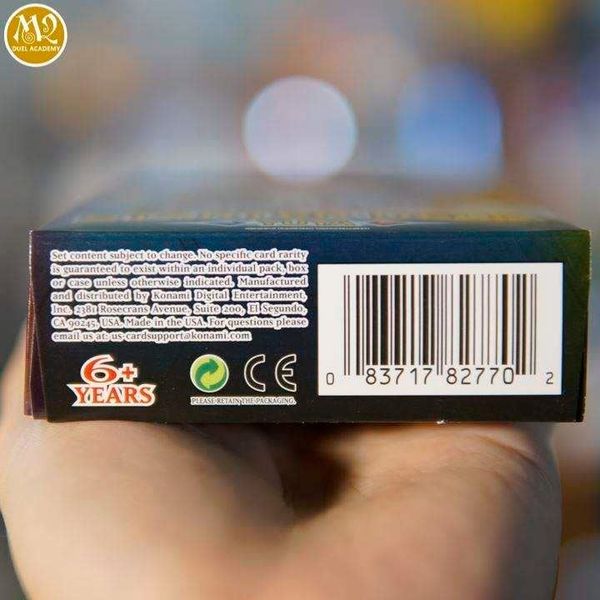 M2
DUEL ACADEMY
Set content subject to change. No specific card rarity
is guaranteed to exist within an individual pack, box
or case unless otherwise indicated. Manufactured
and distributed by Konami Digital Entertainment,
Inc. 2381 Rosecrans Avenue, Suite 200, El Segundo,
CA 90245, USA. Made in the USA. For questions please
email us at: us-cardsupport@konami.com
6+
YEARS
CE
PLEASE RETAIN THE PACKAGING
0 83717 82770 2